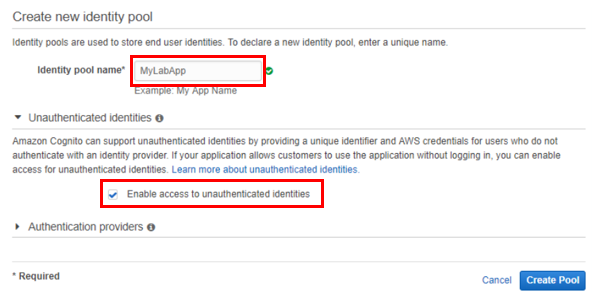 Create new identity pool
Identity pools are used to store end user identities. To declare a new identity pool, enter a unique name.
Identity pool name* MyLabApp
Example: My App Name
Unauthenticated identities
Amazon Cognito can support unauthenticated identities by providing a unique identifier and AWS credentials for users who do not
authenticate with an identity provider. If your application allows customers to use the application without logging in, you can enable
access for unauthenticated identities. Learn more about unauthenticated identities.
Enable access to unauthenticated identities
Authentication providers
* Required
Cancel Create Pool